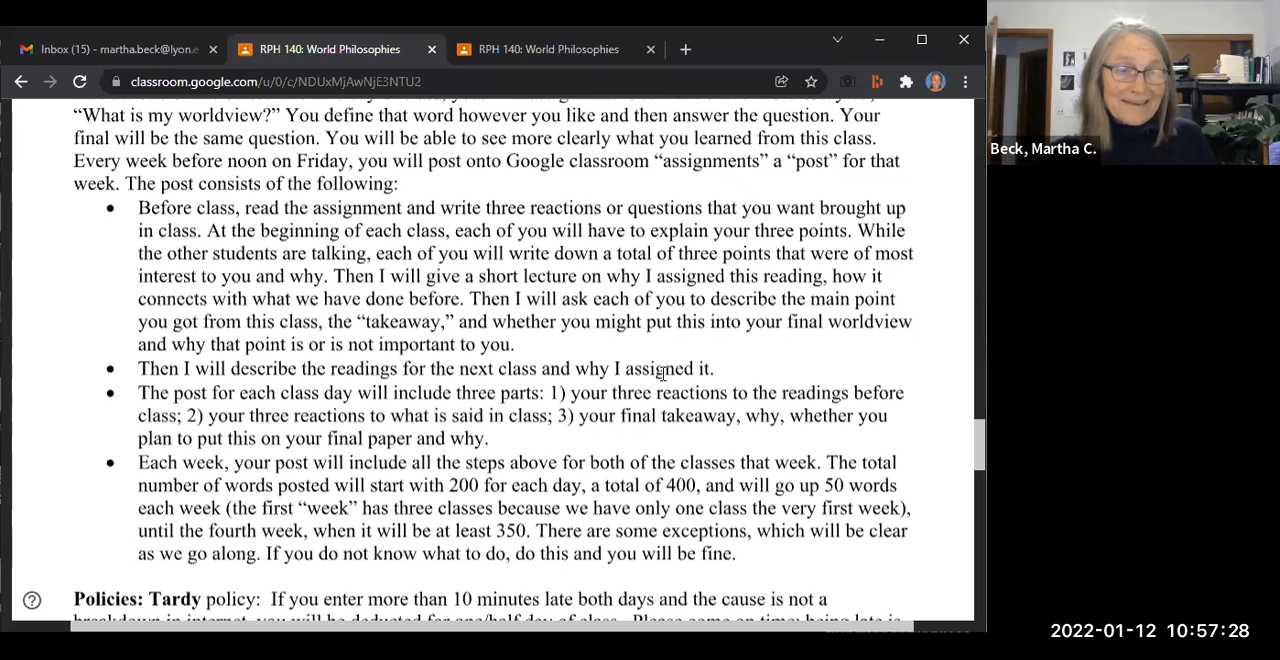 Inbox (15) - martha.beck@lyon.e
RPH 140: World Philosophies
RPH 140: World Philosophies
classroom.google.com/u/0/c/NDUxMjAwNjE3NTU2
"What is my worldview?" You define that word however you like and then answer the question. Your
final will be the same question. You will be able to see more clearly what you learned from this class.
Every week before noon on Friday, you will post onto Google classroom "assignments" a "post" for that
week. The post consists of the following:
• Before class, read the assignment and write three reactions or questions that you want brought up
in class. At the beginning of each class, each of you will have to explain your three points. While
the other students are talking, each of you will write down a total of three points that were of most
interest to you and why. Then I will give a short lecture on why I assigned this reading, how it
connects with what we have done before. Then I will ask each of you to describe the main point
you got from this class, the "takeaway," and whether you might put this into your final worldview
and why that point is or is not important to you.
• Then I will describe the readings for the next class and why I assigned it.
• The post for each class day will include three parts: 1) your three reactions to the readings before
class; 2) your three reactions to what is said in class; 3) your final takeaway, why, whether you
plan to put this on your final paper and why.
• Each week, your post will include all the steps above for both of the classes that week. The total
number of words posted will start with 200 for each day, a total of 400, and will go up 50 words
each week (the first "week" has three classes because we have only one class the very first week),
until the fourth week, when it will be at least 350. There are some exceptions, which will be clear
as we go along. If you do not know what to do, do this and you will be fine.
Policies: Tardy policy: If you enter more than 10 minutes late both days and the cause is not a
Beck, Martha C.
2022-01-12 10:57:28